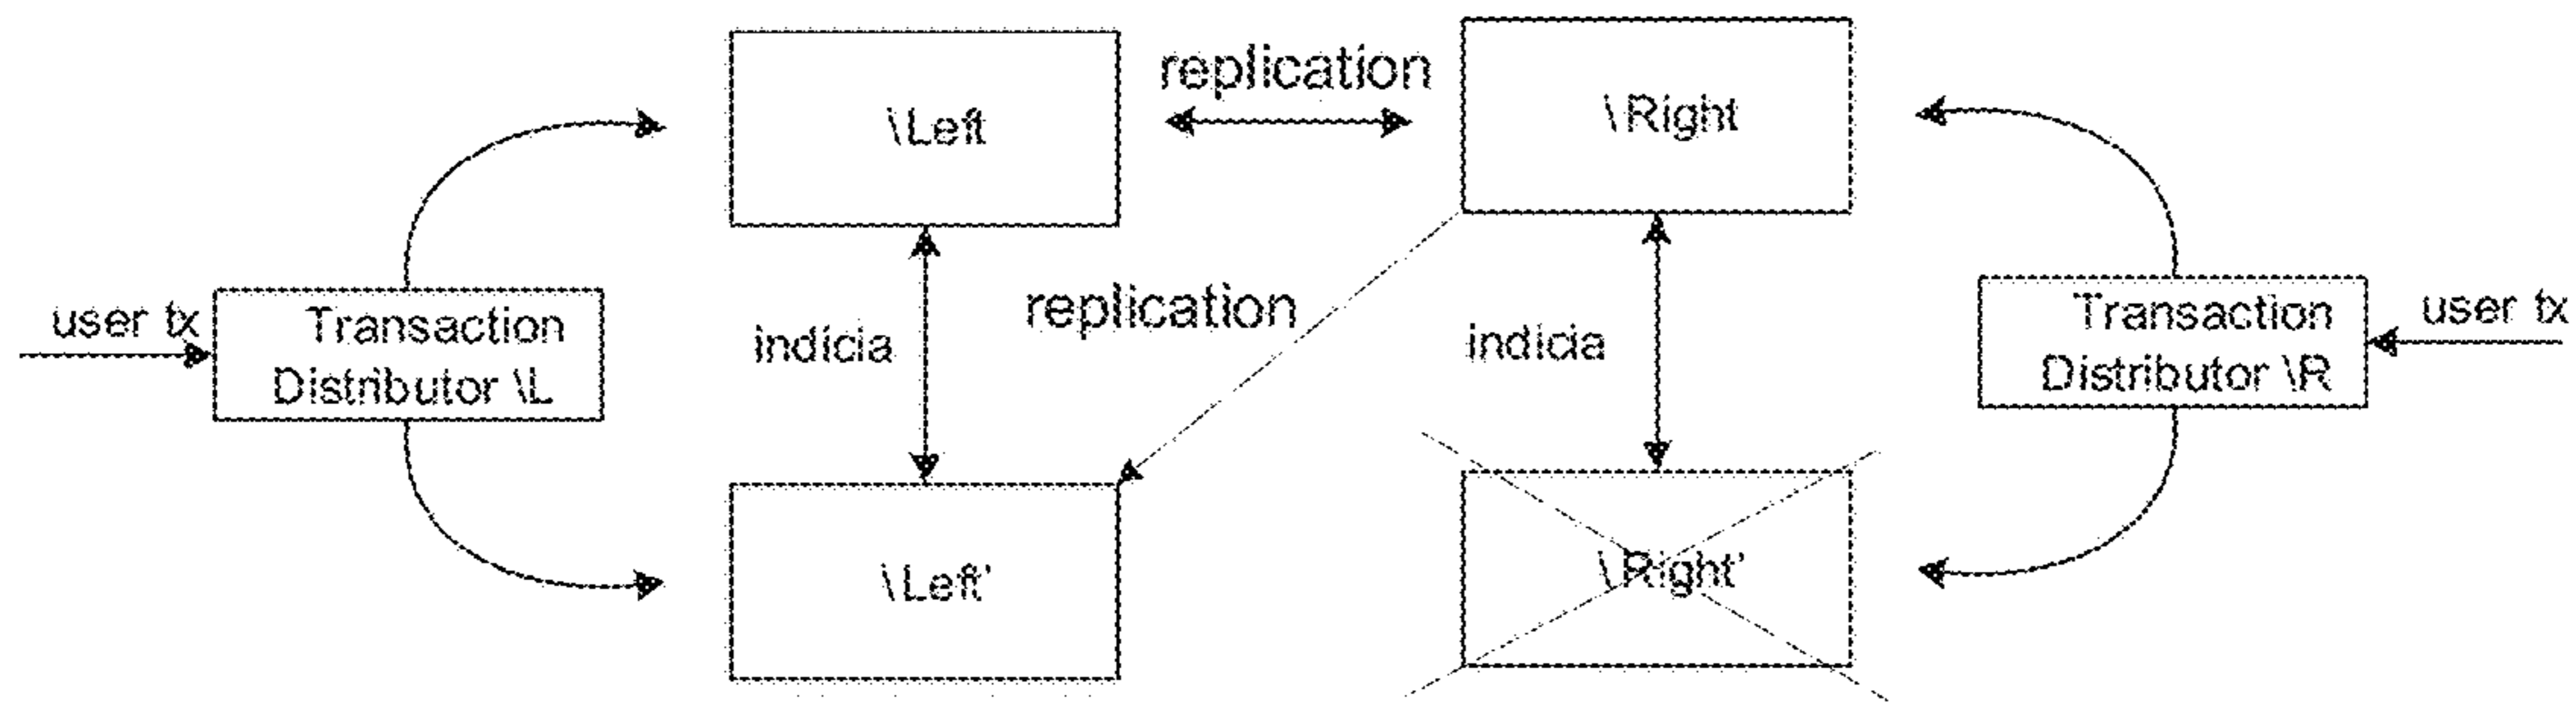 replication
\Left
\Right
user tx
Transaction
Distributor \L
indicia
replication
indicia
Transaction
Distributor \R
user tx
\Left'
\Right'